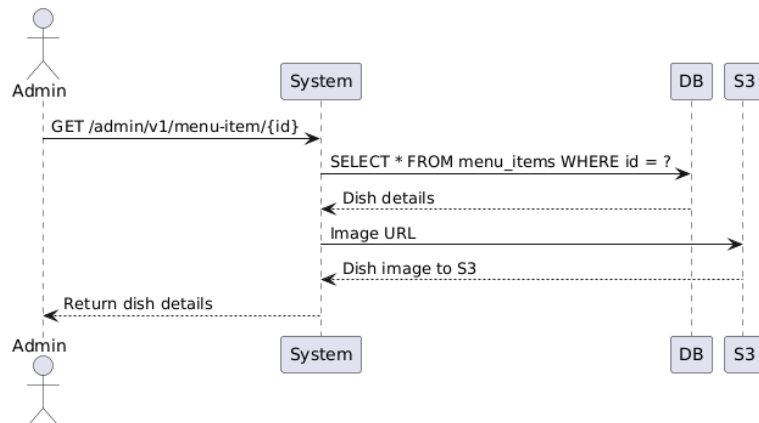 Admin
System
DB
S3
GET /admin/v1/menu-item/{id}
SELECT * FROM menu_items WHERE id = ?
Dish details
Image URL
Dish image to S3
Return dish details
Admin
System
DB
S3